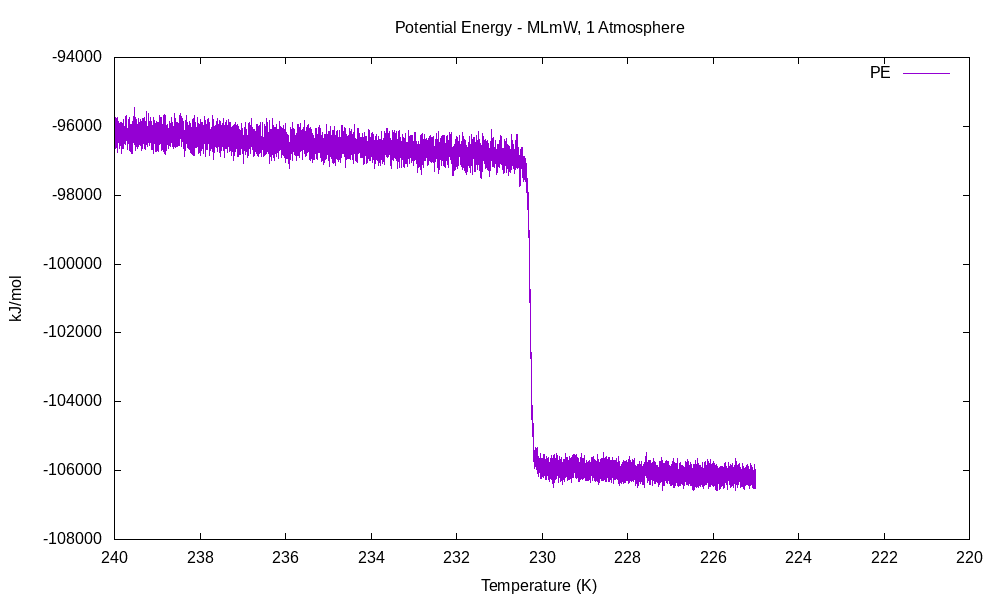 Potential Energy - MLmW, 1 Atmosphere
PE
-94000
-96000
-98000
-100000
-102000
-104000
-106000
-108000
kJ/mol
240 238 236 234 232 230 228 226 224 222 220
Temperature (K)